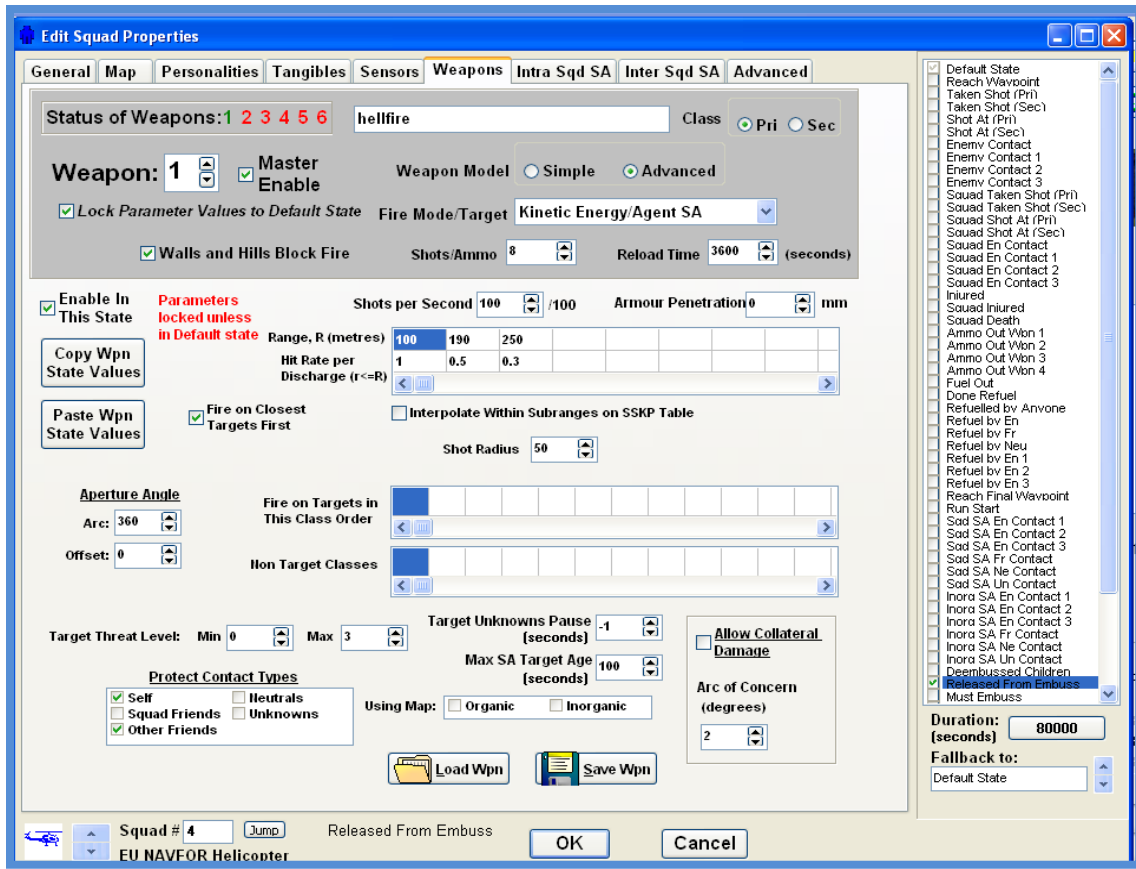 Edit Squad Properties
General Map Personalities Tangibles Sensors Weapons Intra Sqd SA Inter Sqd SA Advanced
Status of Weapons:1 2 3 4 5 6 hellfire Class Pri Sec
Weapon: 1 Master Enable Weapon Model Simple Advanced
Lock Parameter Values to Default State Fire Mode/Target Kinetic Energy/Agent SA
Walls and Hills Block Fire Shots/Ammo 8 Reload Time 3600 (seconds)
Enable In This State
Parameters locked unless in Default state
Shots per Second 100 /100 Armour Penetration 0 mm
Range, R (metres) 100 190 250
Hit Rate per Discharge (r<=R) 1 0.5 0.3
Copy Wpn State Values
Paste Wpn State Values
Fire on Closest Targets First
Interpolate Within Subranges on SSKP Table
Shot Radius 50
Aperture Angle
Arc: 360
Offset: 0
Fire on Targets in This Class Order
Non Target Classes
Target Threat Level: Min 0 Max 3
Target Unknowns Pause (seconds) -1
Max SA Target Age (seconds) 100
Allow Collateral Damage
Arc of Concern (degrees)
2
Protect Contact Types
Self Neutrals
Squad Friends Unknowns
Other Friends
Using Map: Organic Inorganic
Load Wpn Save Wpn
Squad # 4 Jump Released From Embuss OK Cancel
EU NAVFOR Helicopter
Default State
Reach Waypoint
Taken Shot (Pri)
Taken Shot (Sec)
Shot At (Pri)
Shot At (Sec)
Enemy Contact
Enemy Contact 1
Enemy Contact 2
Enemy Contact 3
Squad Taken Shot (Pri)
Squad Taken Shot (Sec)
Squad Shot At (Pri)
Squad Shot At (Sec)
Squad En Contact
Squad En Contact 1
Squad En Contact 2
Squad En Contact 3
Injured
Squad Injured
Squad Death
Ammo Out Wpn 1
Ammo Out Wpn 2
Ammo Out Wpn 3
Ammo Out Wpn 4
Fuel Out
Done Refuel
Refuelled by Anyone
Refuel by En
Refuel by Fr
Refuel by Neu
Refuel by En 1
Refuel by En 2
Refuel by En 3
Reach Final Waypoint
Run Start
Sqd SA En Contact 1
Sqd SA En Contact 2
Sqd SA En Contact 3
Sqd SA Fr Contact
Sqd SA Ne Contact
Sqd SA Un Contact
Inorg SA En Contact 1
Inorg SA En Contact 2
Inorg SA En Contact 3
Inorg SA Fr Contact
Inorg SA Ne Contact
Inorg SA Un Contact
Deembussed Children
Released From Embuss
Must Embuss
Duration: (seconds) 80000
Fallback to:
Default State